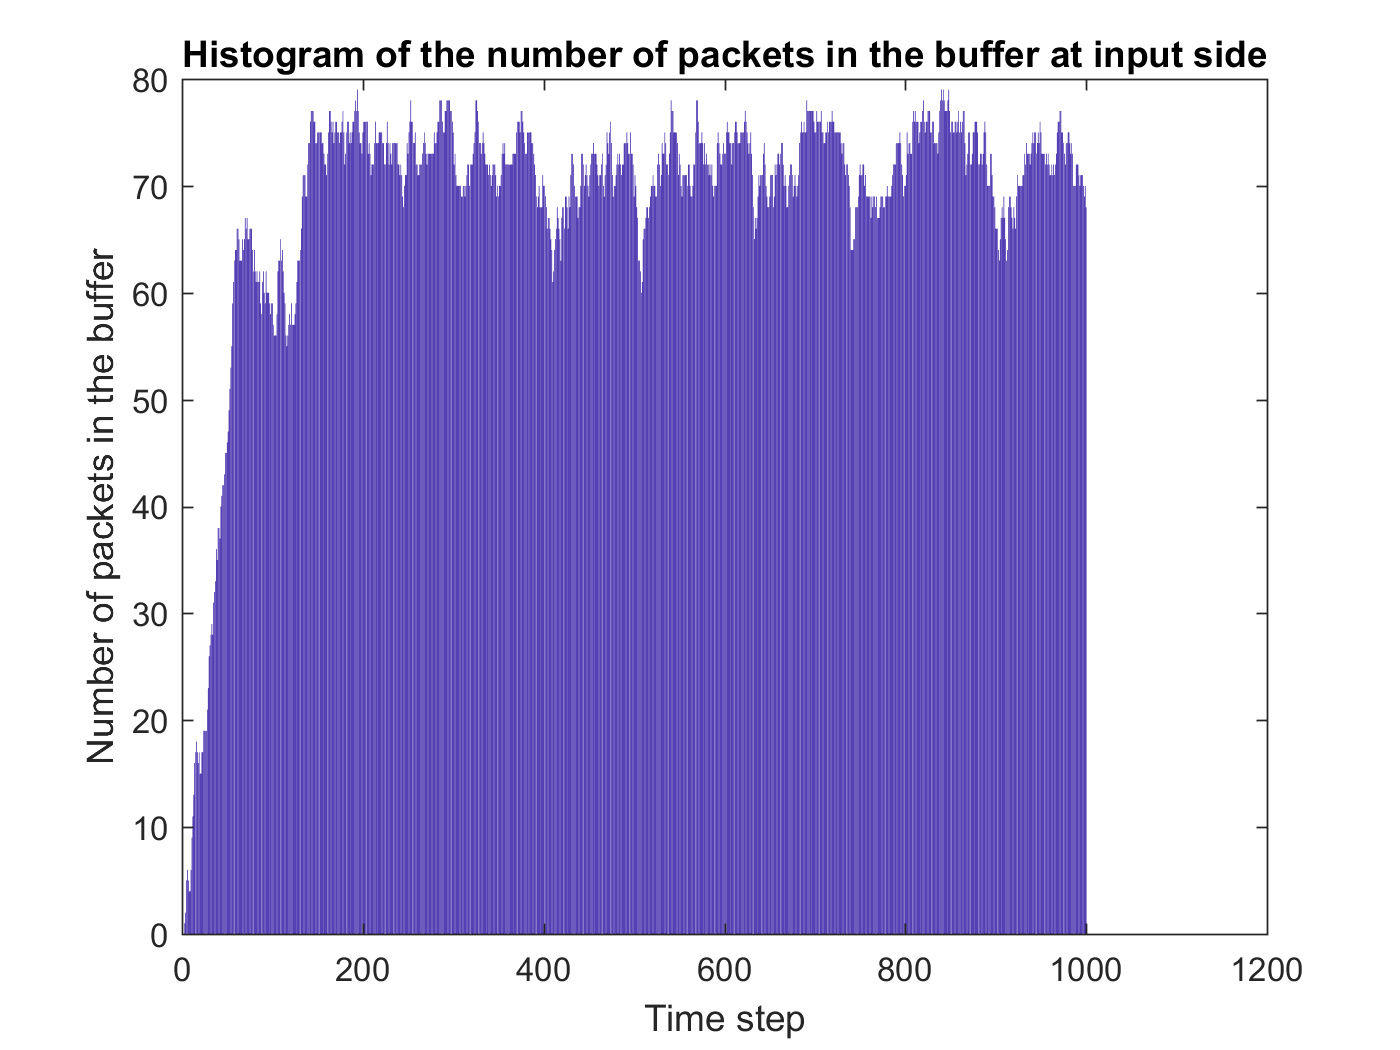 Histogram of the number of packets in the buffer at input side
Number of packets in the buffer
80
70
60
50
40
30
20
10
0
0 200 400 600 800 1000 1200
Time step